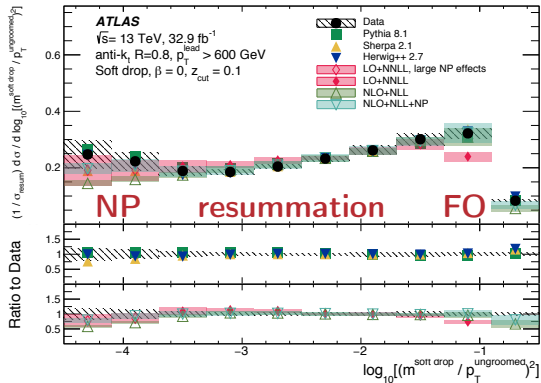 ATLAS
√s= 13 TeV, 32.9 fb⁻¹
anti-kₜ R=0.8, p_T^lead > 600 GeV
Soft drop, β = 0, z_cut = 0.1
Data
Pythia 8.1
Sherpa 2.1
Herwig++ 2.7
LO+NNLL, large NP effects
LO+NNLL
NLO+NLL
NLO+NLL+NP
(1 / σ_resum) dσ / d log₁₀[(m^soft drop / p_T^ungroomed)²]
0.6
0.4
0.2
NP resummation FO
Ratio to Data
1.5
1
0.5
1.5
1
0.5
−4 −3 −2 −1
log₁₀[(m^soft drop / p_T^ungroomed)²]